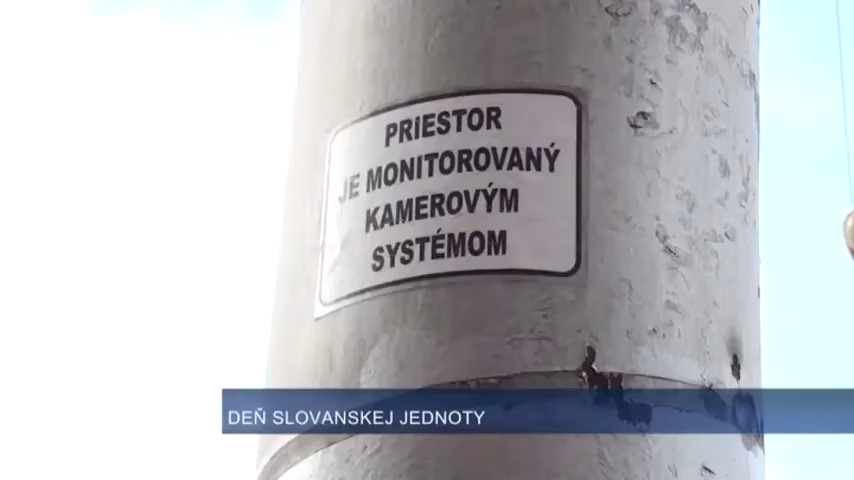 PRIESTOR
JE MONITOROVANÝ
KAMEROVÝM
SYSTÉMOM
DEŇ SLOVANSKEJ JEDNOTY